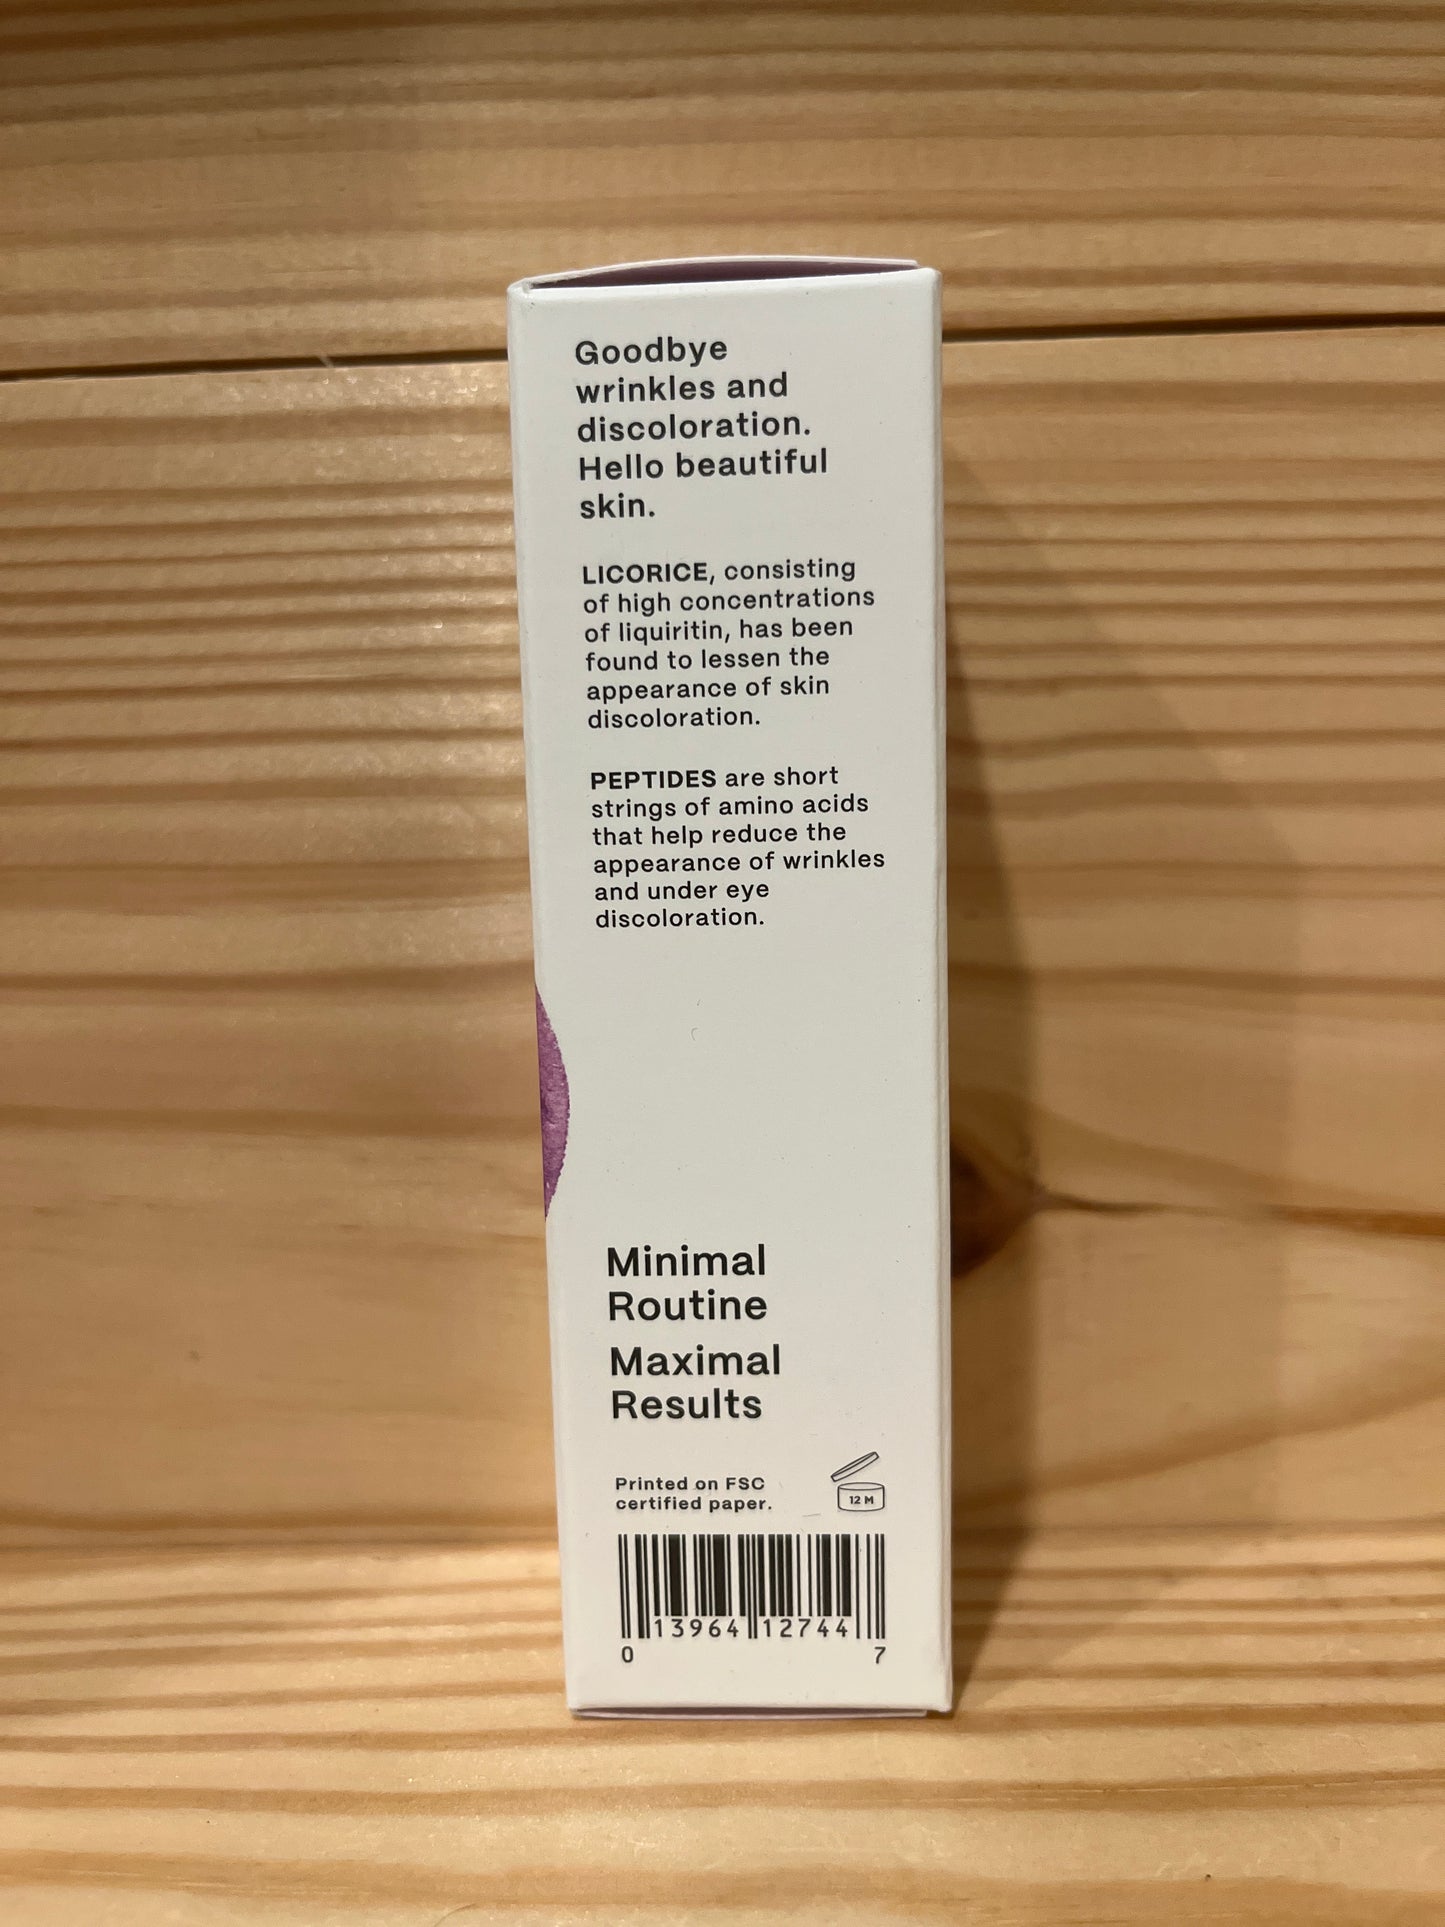 Goodbye
wrinkles and
discoloration.
Hello beautiful
skin.
LICORICE, consisting
of high concentrations
of liquiritin, has been
found to lessen the
appearance of skin
discoloration.
PEPTIDES are short
strings of amino acids
that help reduce the
appearance of wrinkles
and under eye
discoloration.
Minimal
Routine
Maximal
Results
Printed on FSC
certified paper.
12 M
0 13964 12744 7